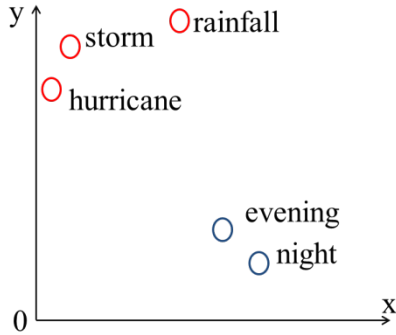 y
rainfall
storm
hurricane
evening
night
x
0